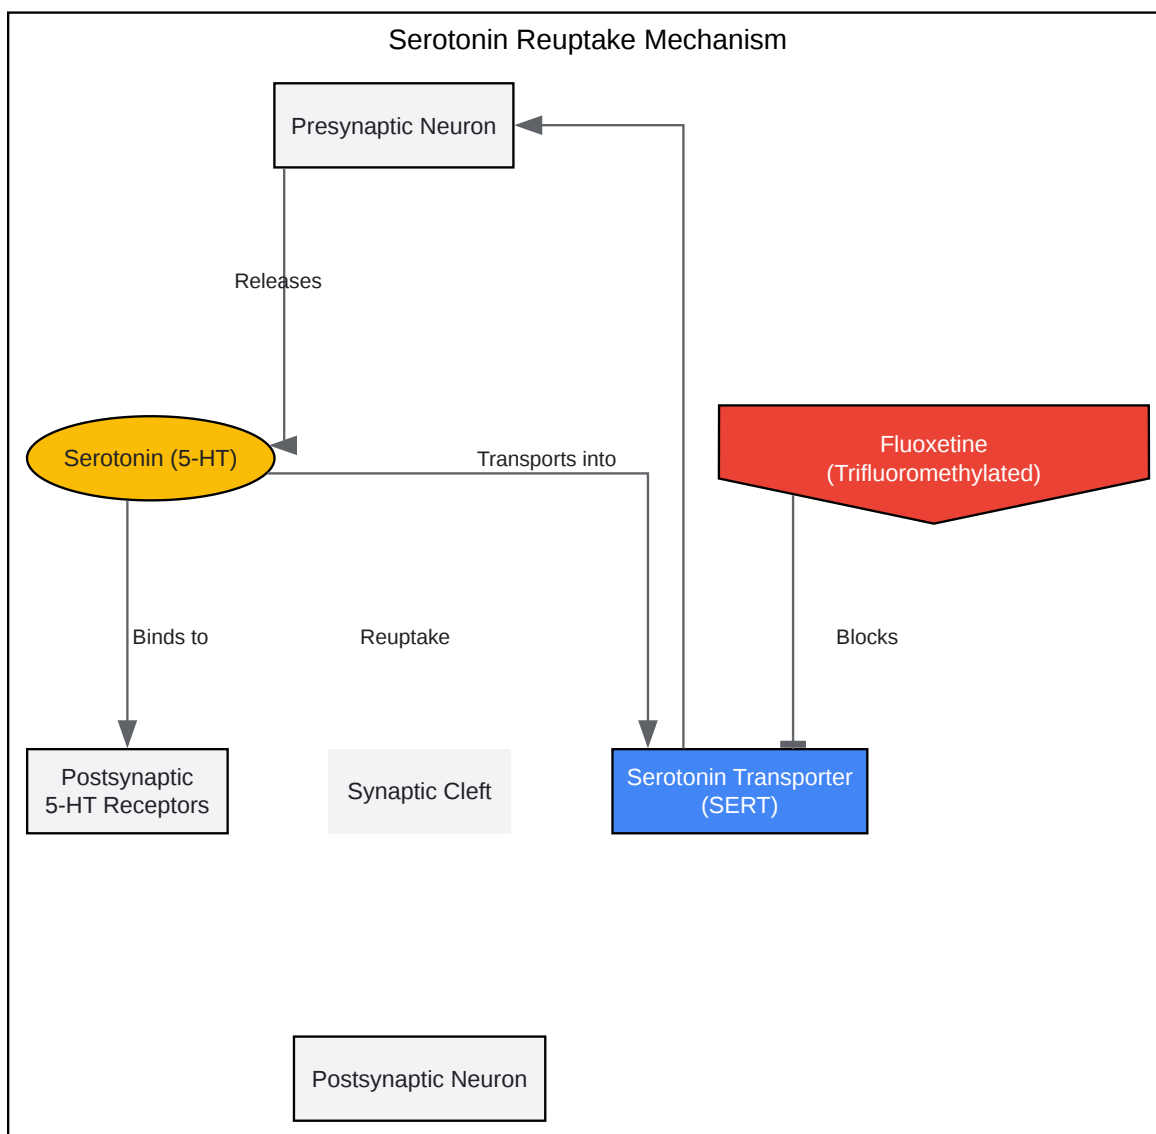 Serotonin Reuptake Mechanism
Presynaptic Neuron
Releases
Serotonin (5-HT)
Transports into
Fluoxetine
(Trifluoromethylated)
Binds to
Reuptake
Blocks
Postsynaptic
5-HT Receptors
Synaptic Cleft
Serotonin Transporter
(SERT)
Postsynaptic Neuron